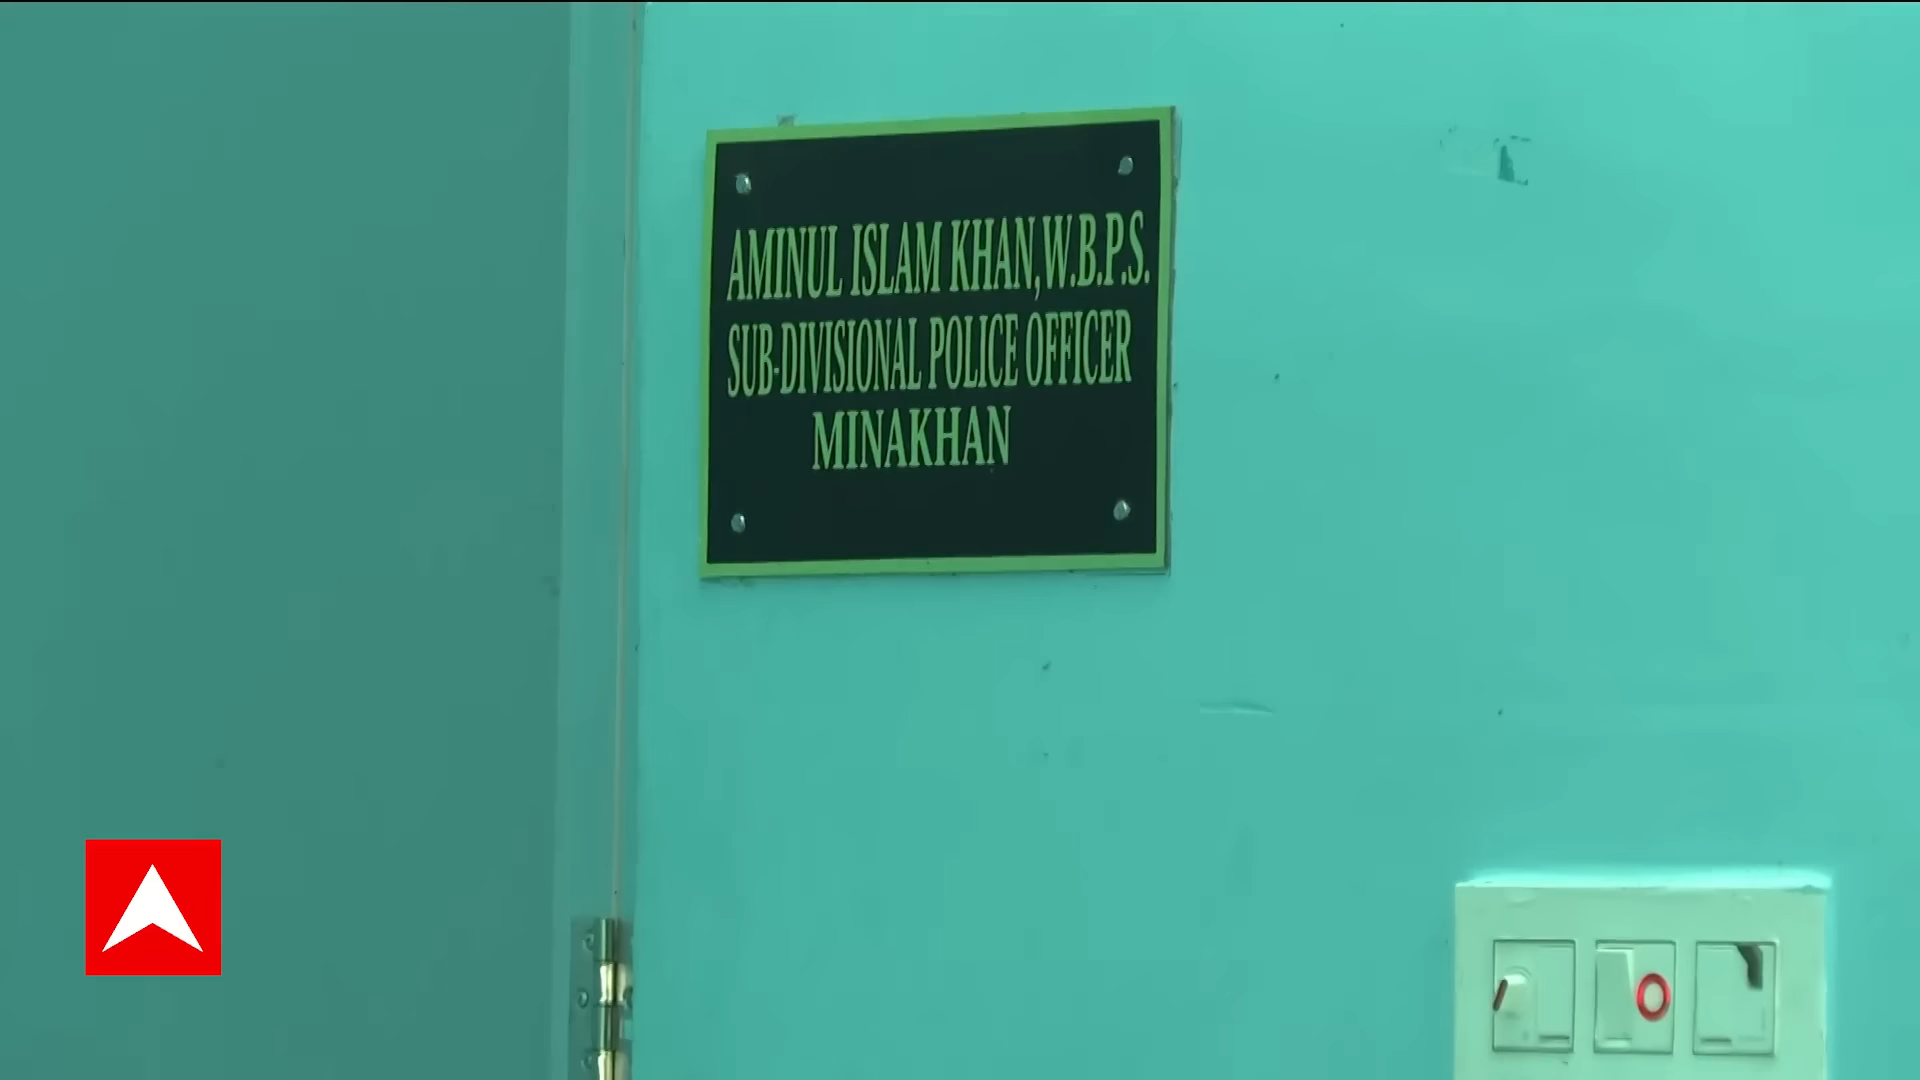 AMINUL ISLAM KHAN,W.B.P.S.
SUB-DIVISIONAL POLICE OFFICER
MINAKHAN